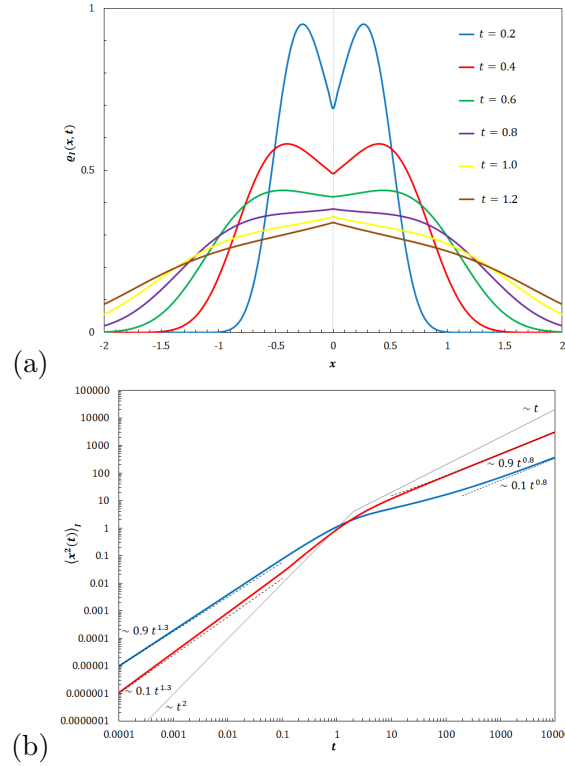 1
0.5
0
ϱ_I(x,t)
t = 0.2
t = 0.4
t = 0.6
t = 0.8
t = 1.0
t = 1.2
-2 -1.5 -1 -0.5 0 0.5 1 1.5 2
x
(a)
100000
10000
1000
100
10
1
0.1
0.01
0.001
0.0001
0.00001
0.000001
0.0000001
⟨x²(t)⟩_I
~ t
~ 0.9 t^0.8
~ 0.1 t^0.8
~ 0.9 t^1.3
~ 0.1 t^1.3
~ t²
0.0001 0.001 0.01 0.1 1 10 100 1000 10000
t
(b)